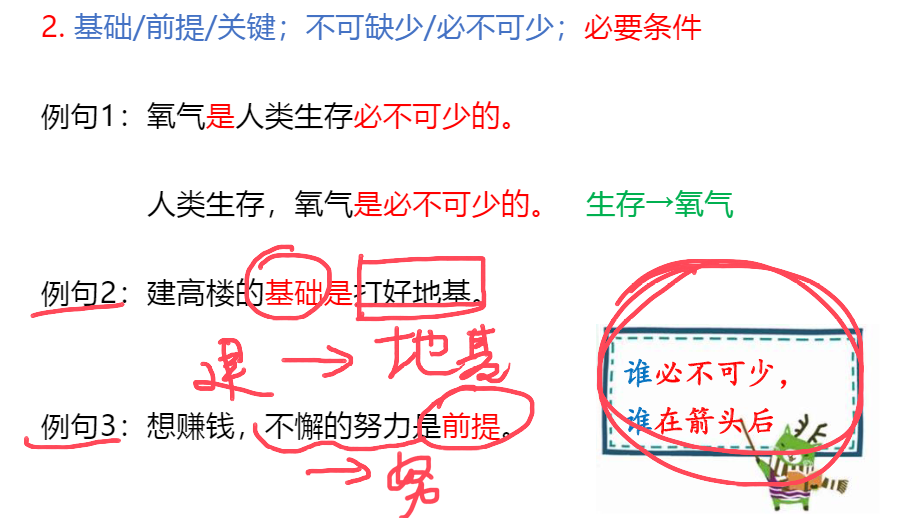 2. 基础/前提/关键；不可缺少/必不可少；必要条件
例句1：氧气是人类生存必不可少的。
人类生存，氧气是必不可少的。 生存→氧气
例句2：建高楼的基础是打好地基。
建 → 地基
谁必不可少，
谁在箭头后
例句3：想赚钱，不懈的努力是前提。
→ 努